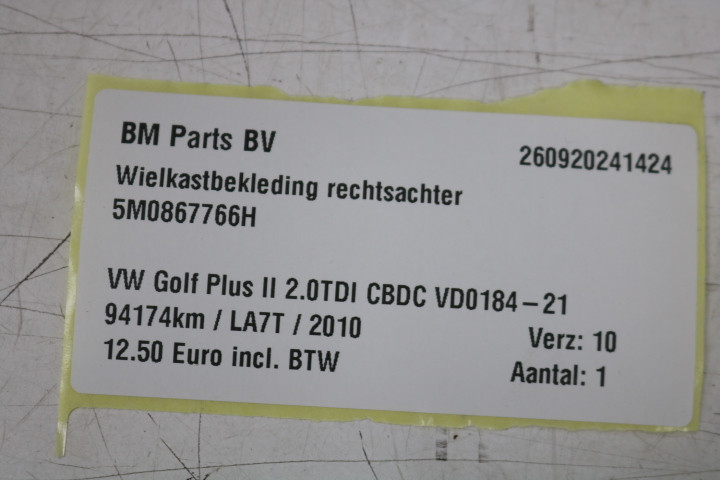 BM Parts BV
260920241424
Wielkastbekleding rechtsachter
5M0867766H
VW Golf Plus II 2.0TDI CBDC VD0184-21
94174km / LA7T / 2010
Verz: 10
12.50 Euro incl. BTW
Aantal: 1